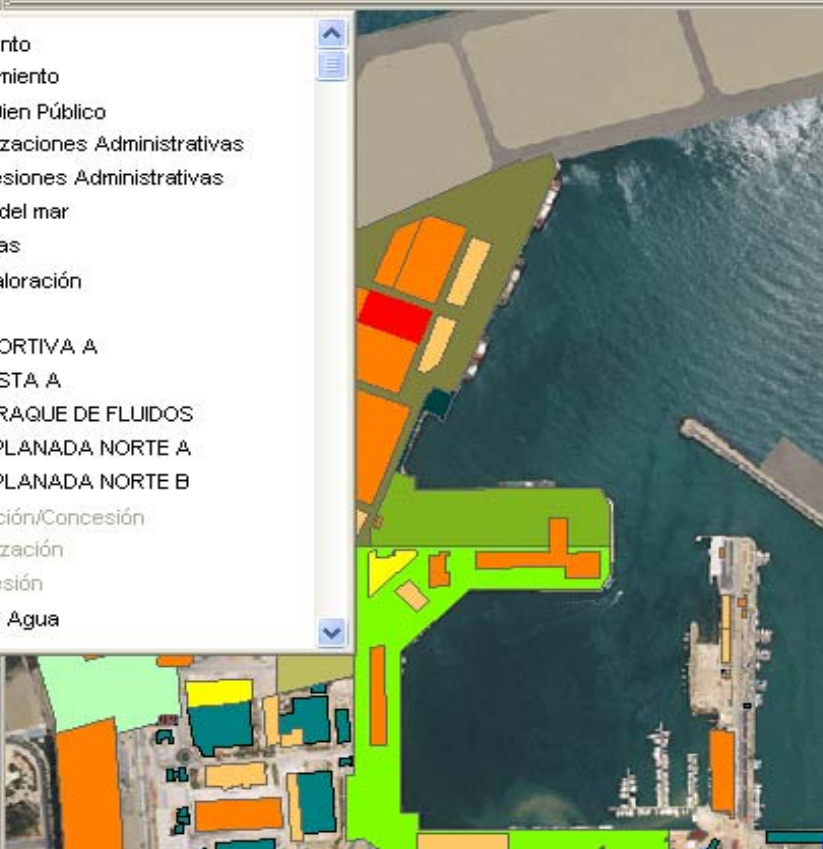 nto
miento
Dien Público
zaciones Administrativas
esiones Administrativas
del mar
as
aloración
ORTIVA A
STA A
RAQUE DE FLUIDOS
PLANADA NORTE A
PLANADA NORTE B
ción/Concesión
zación
esión
Agua